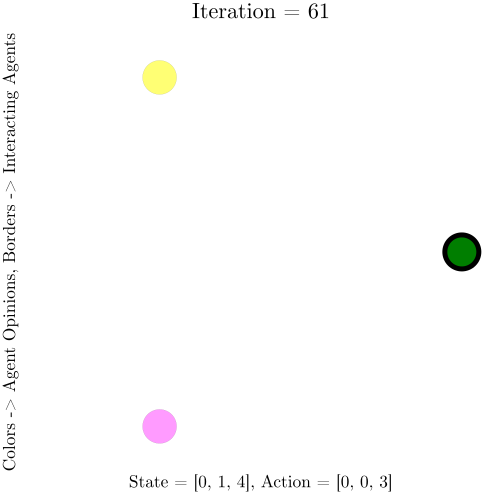 Iteration = 61
Colors -> Agent Opinions, Borders -> Interacting Agents
State = [0, 1, 4], Action = [0, 0, 3]